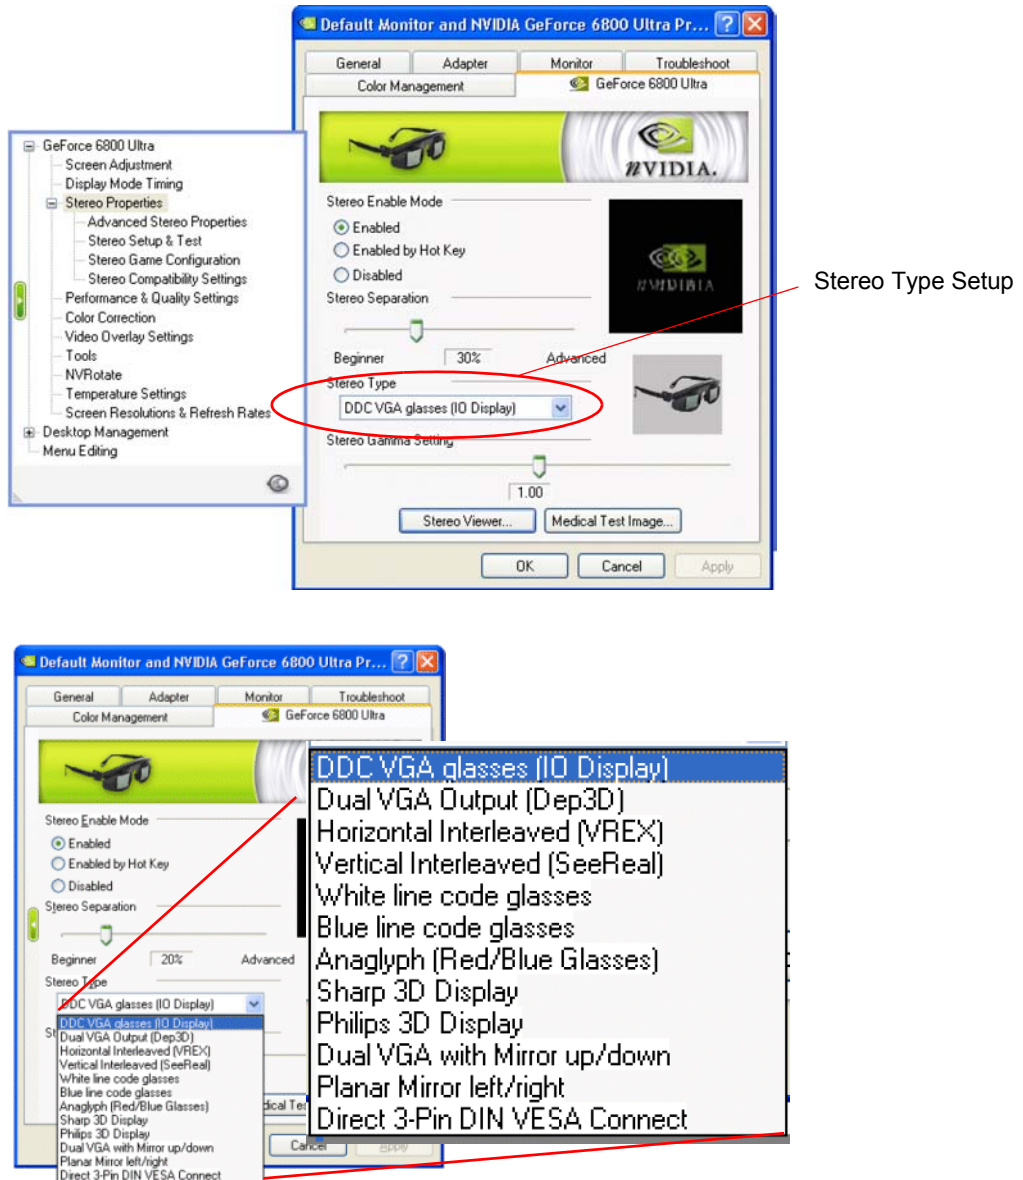 Default Monitor and NVIDIA GeForce 6800 Ultra Pr...
General Adapter Monitor Troubleshoot
Color Management GeForce 6800 Ultra
NVIDIA.
GeForce 6800 Ultra
Screen Adjustment
Display Mode Timing
Stereo Properties
Advanced Stereo Properties
Stereo Setup & Test
Stereo Game Configuration
Stereo Compatibility Settings
Performance & Quality Settings
Color Correction
Video Overlay Settings
Tools
NVRotate
Temperature Settings
Screen Resolutions & Refresh Rates
Desktop Management
Menu Editing
Stereo Enable Mode
Enabled
Enabled by Hot Key
Disabled
Stereo Separation
Beginner 30% Advanced
Stereo Type
DDC VGA glasses (IO Display)
Stereo Gamma Setting
1.00
Stereo Viewer... Medical Test Image...
OK Cancel Apply
Stereo Type Setup
Default Monitor and NVIDIA GeForce 6800 Ultra Pr...
General Adapter Monitor Troubleshoot
Color Management GeForce 6800 Ultra
Stereo Enable Mode
Enabled
Enabled by Hot Key
Disabled
Stereo Separation
Beginner 20% Advanced
Stereo Type
DDC VGA glasses (IO Display)
DDC VGA glasses (IO Display)
Dual VGA Output (Dep3D)
Horizontal Interleaved (VREX)
Vertical Interleaved (SeeReal)
White line code glasses
Blue line code glasses
Anaglyph (Red/Blue Glasses)
Sharp 3D Display
Philips 3D Display
Dual VGA with Mirror up/down
Planar Mirror left/right
Direct 3-Pin DIN VESA Connect
St
dical Tes
Cancel Apply
DDC VGA glasses (IO Display)
Dual VGA Output (Dep3D)
Horizontal Interleaved (VREX)
Vertical Interleaved (SeeReal)
White line code glasses
Blue line code glasses
Anaglyph (Red/Blue Glasses)
Sharp 3D Display
Philips 3D Display
Dual VGA with Mirror up/down
Planar Mirror left/right
Direct 3-Pin DIN VESA Connect